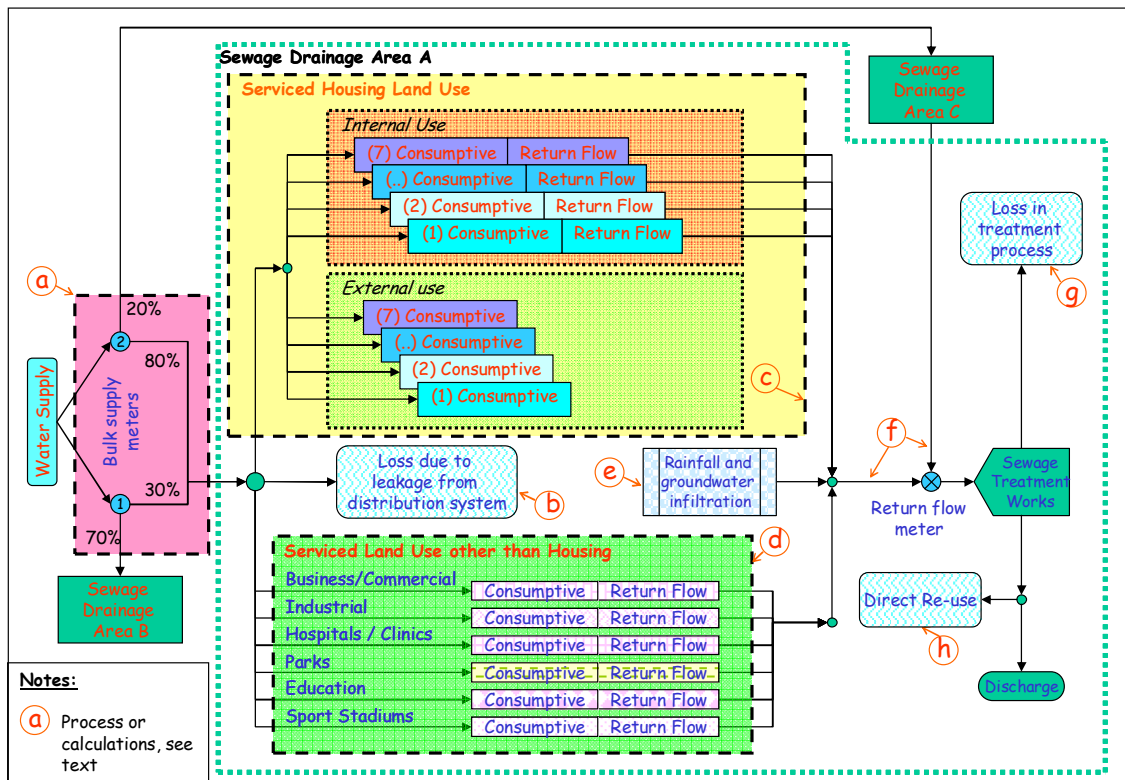 Sewage Drainage Area A
Serviced Housing Land Use
Internal Use
(7) Consumptive Return Flow
(..) Consumptive Return Flow
(2) Consumptive Return Flow
(1) Consumptive Return Flow
External use
(7) Consumptive
(..) Consumptive
(2) Consumptive
(1) Consumptive
c
Sewage
Drainage
Area C
Loss in
treatment
process
g
a
20%
2
80%
Water Supply
Bulk supply
meters
30%
1
70%
Sewage
Drainage
Area B
Loss due to
leakage from
distribution system
b
e
Rainfall and
groundwater
infiltration
f
Return flow
meter
Sewage
Treatment
Works
d
Serviced Land Use other than Housing
Business/Commercial
Consumptive Return Flow
Industrial
Consumptive Return Flow
Hospitals / Clinics
Consumptive Return Flow
Parks
Consumptive Return Flow
Education
Consumptive Return Flow
Sport Stadiums
Consumptive Return Flow
Direct Re-use
h
Discharge
Notes:
a Process or
calculations, see
text